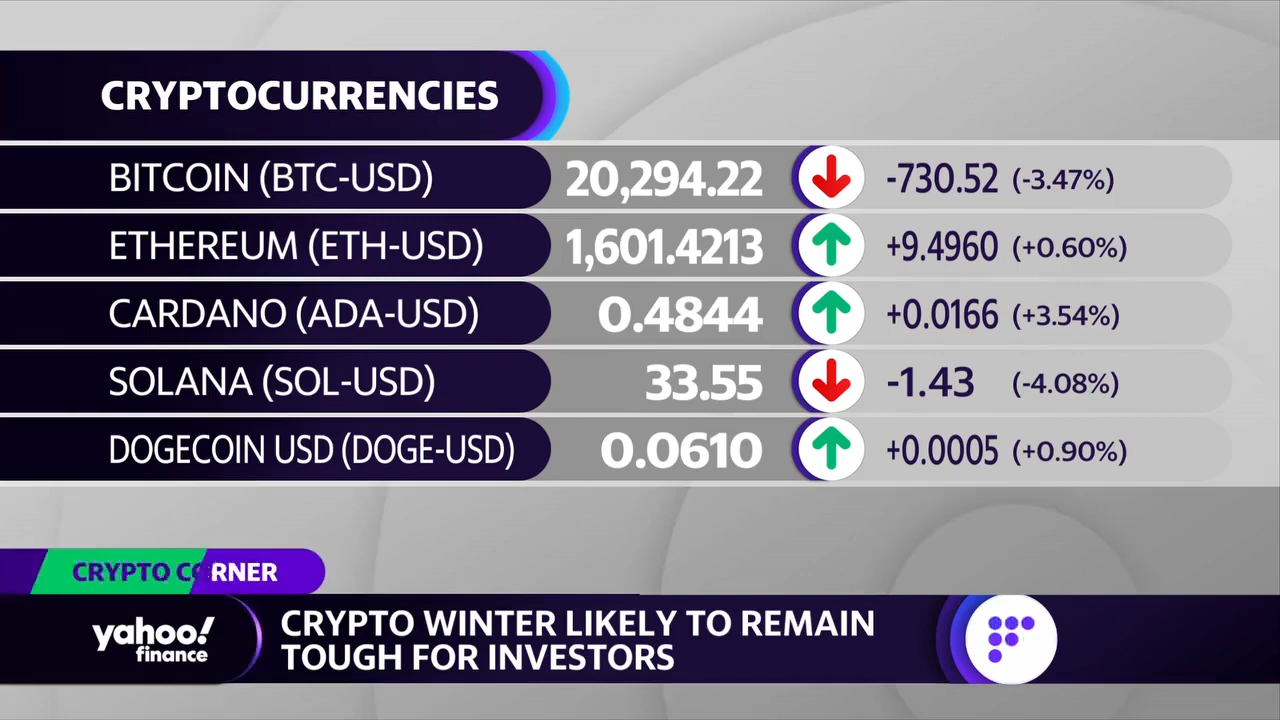 CRYPTOCURRENCIES
BITCOIN (BTC-USD) 20,294.22 -730.52 (-3.47%)
ETHEREUM (ETH-USD) 1,601.4213 +9.4960 (+0.60%)
CARDANO (ADA-USD) 0.4844 +0.0166 (+3.54%)
SOLANA (SOL-USD) 33.55 -1.43 (-4.08%)
DOGECOIN USD (DOGE-USD) 0.0610 +0.0005 (+0.90%)
CRYPTO CORNER
yahoo!
finance
CRYPTO WINTER LIKELY TO REMAIN
TOUGH FOR INVESTORS